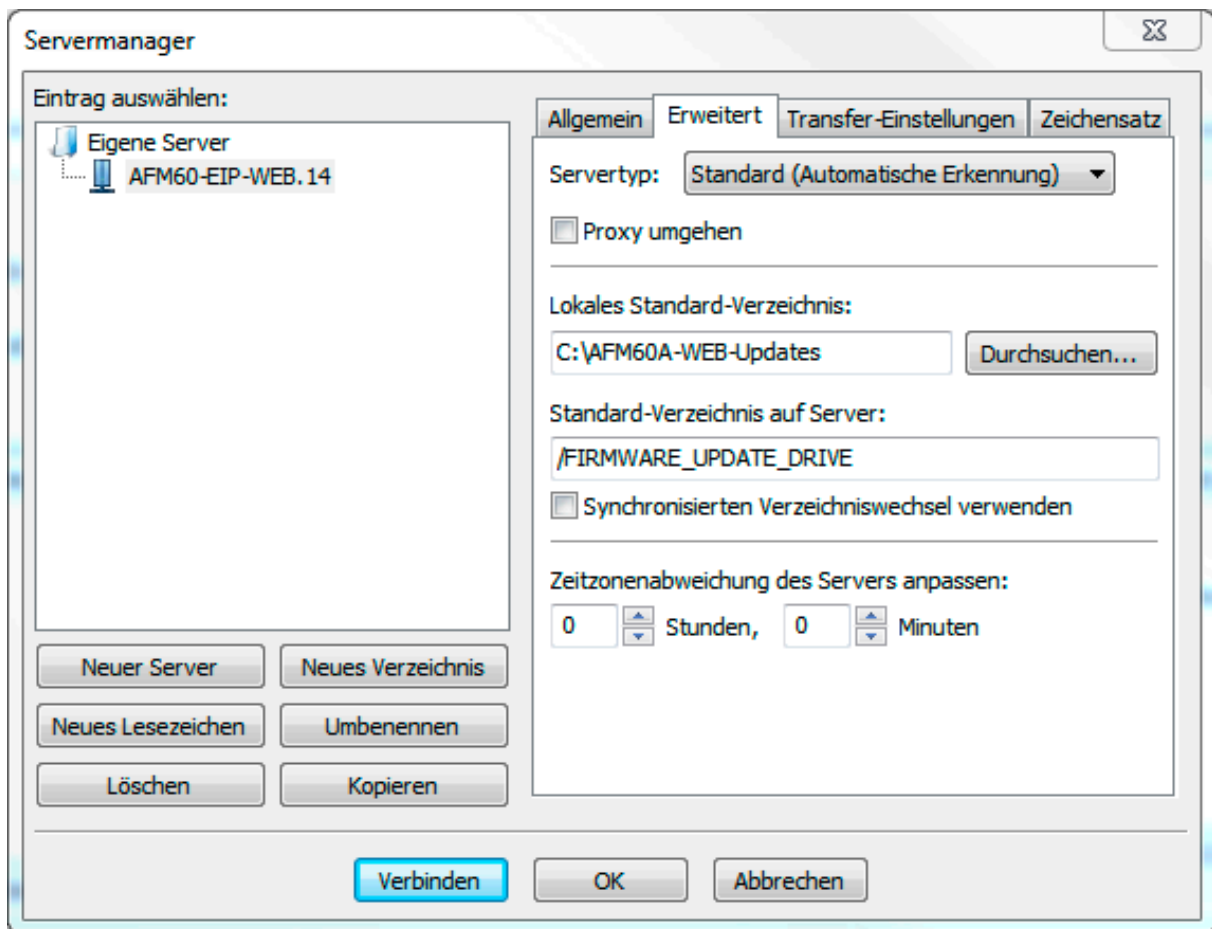 Servermanager
Eintrag auswählen:
Eigene Server
AFM60-EIP-WEB.14
Neuer Server
Neues Verzeichnis
Neues Lesezeichen
Umbenennen
Löschen
Kopieren
Allgemein
Erweitert
Transfer-Einstellungen
Zeichensatz
Servertyp: Standard (Automatische Erkennung)
Proxy umgehen
Lokales Standard-Verzeichnis:
C:\AFM60A-WEB-Updates
Durchsuchen...
Standard-Verzeichnis auf Server:
/FIRMWARE_UPDATE_DRIVE
Synchronisierten Verzeichniswechsel verwenden
Zeitzonenabweichung des Servers anpassen:
0 Stunden, 0 Minuten
Verbinden
OK
Abbrechen